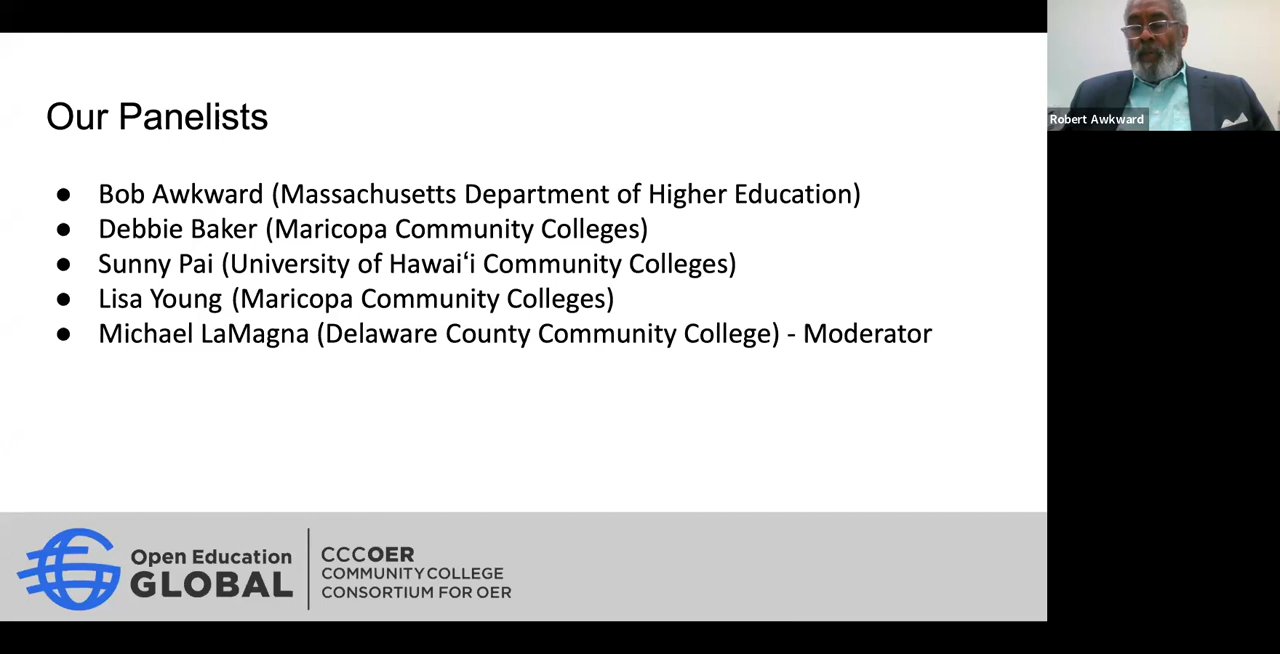 Our Panelists
● Bob Awkward (Massachusetts Department of Higher Education)
● Debbie Baker (Maricopa Community Colleges)
● Sunny Pai (University of Hawaiʻi Community Colleges)
● Lisa Young (Maricopa Community Colleges)
● Michael LaMagna (Delaware County Community College) - Moderator
Robert Awkward
Open Education
GLOBAL
CCCOER
COMMUNITY COLLEGE
CONSORTIUM FOR OER